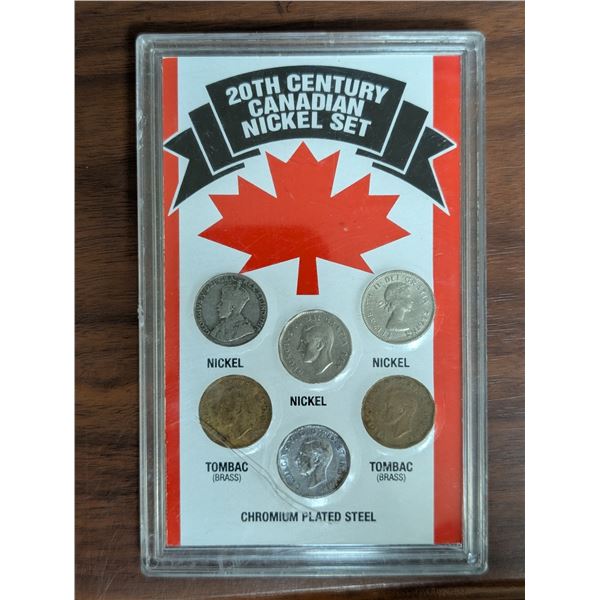 20TH CENTURY
CANADIAN
NICKEL SET
NICKEL
NICKEL
NICKEL
TOMBAC
(BRASS)
TOMBAC
(BRASS)
CHROMIUM PLATED STEEL